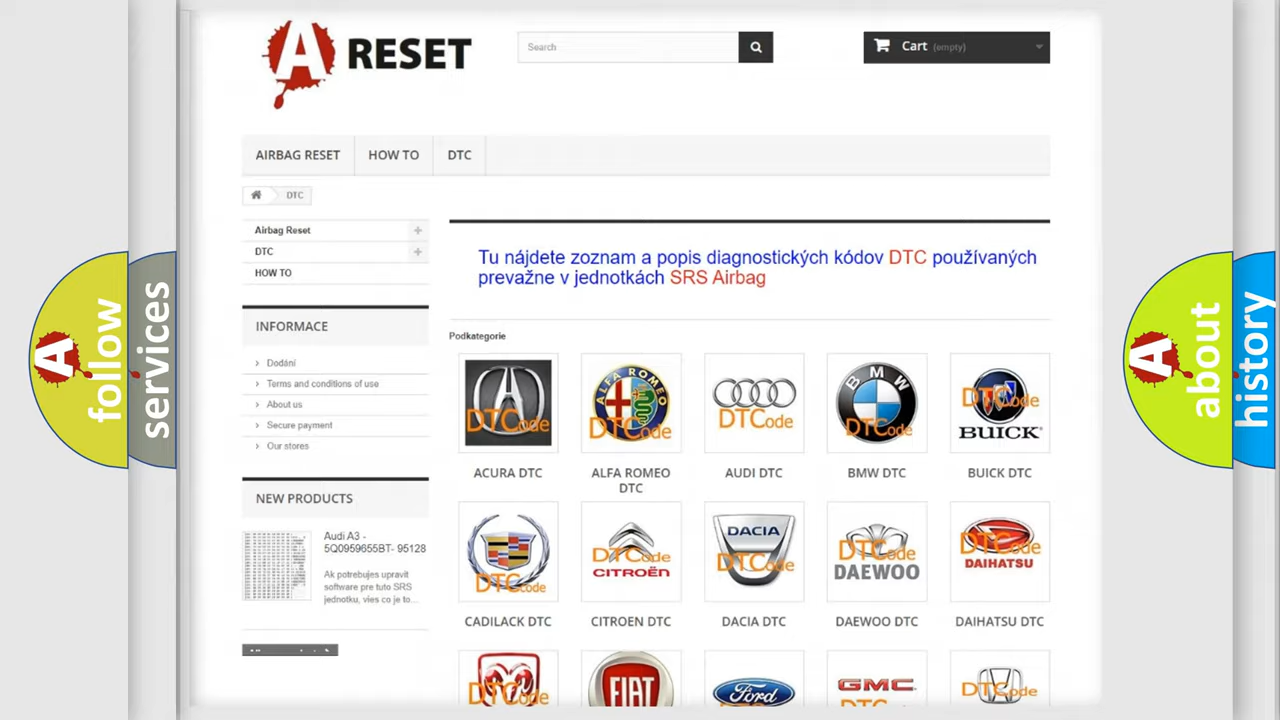 A RESET
Search
Cart (empty)
AIRBAG RESET
HOW TO
DTC
DTC
Airbag Reset
DTC
HOW TO
INFORMACE
Dodání
Terms and conditions of use
About us
Secure payment
Our stores
NEW PRODUCTS
Audi A3 -
5Q0959655BT- 95128
Ak potrebujes upravit
software pre tuto SRS
jednotku, vies co je to...
Tu nájdete zoznam a popis diagnostických kódov DTC používaných
prevažne v jednotkách SRS Airbag
Podkategorie
DTCode
ALFA ROMEO
DTCode
DTCode
BMW
DTCode
DTCode
BUICK
ACURA DTC
ALFA ROMEO
DTC
AUDI DTC
BMW DTC
BUICK DTC
DTCode
DTCode
CITROËN
DACIA
DTCode
DTCode
DAEWOO
DTCode
DAIHATSU
CADILACK DTC
CITROEN DTC
DACIA DTC
DAEWOO DTC
DAIHATSU DTC
DTCode
FIAT
Ford
GMC
DTCode
A follow
services
A about
history